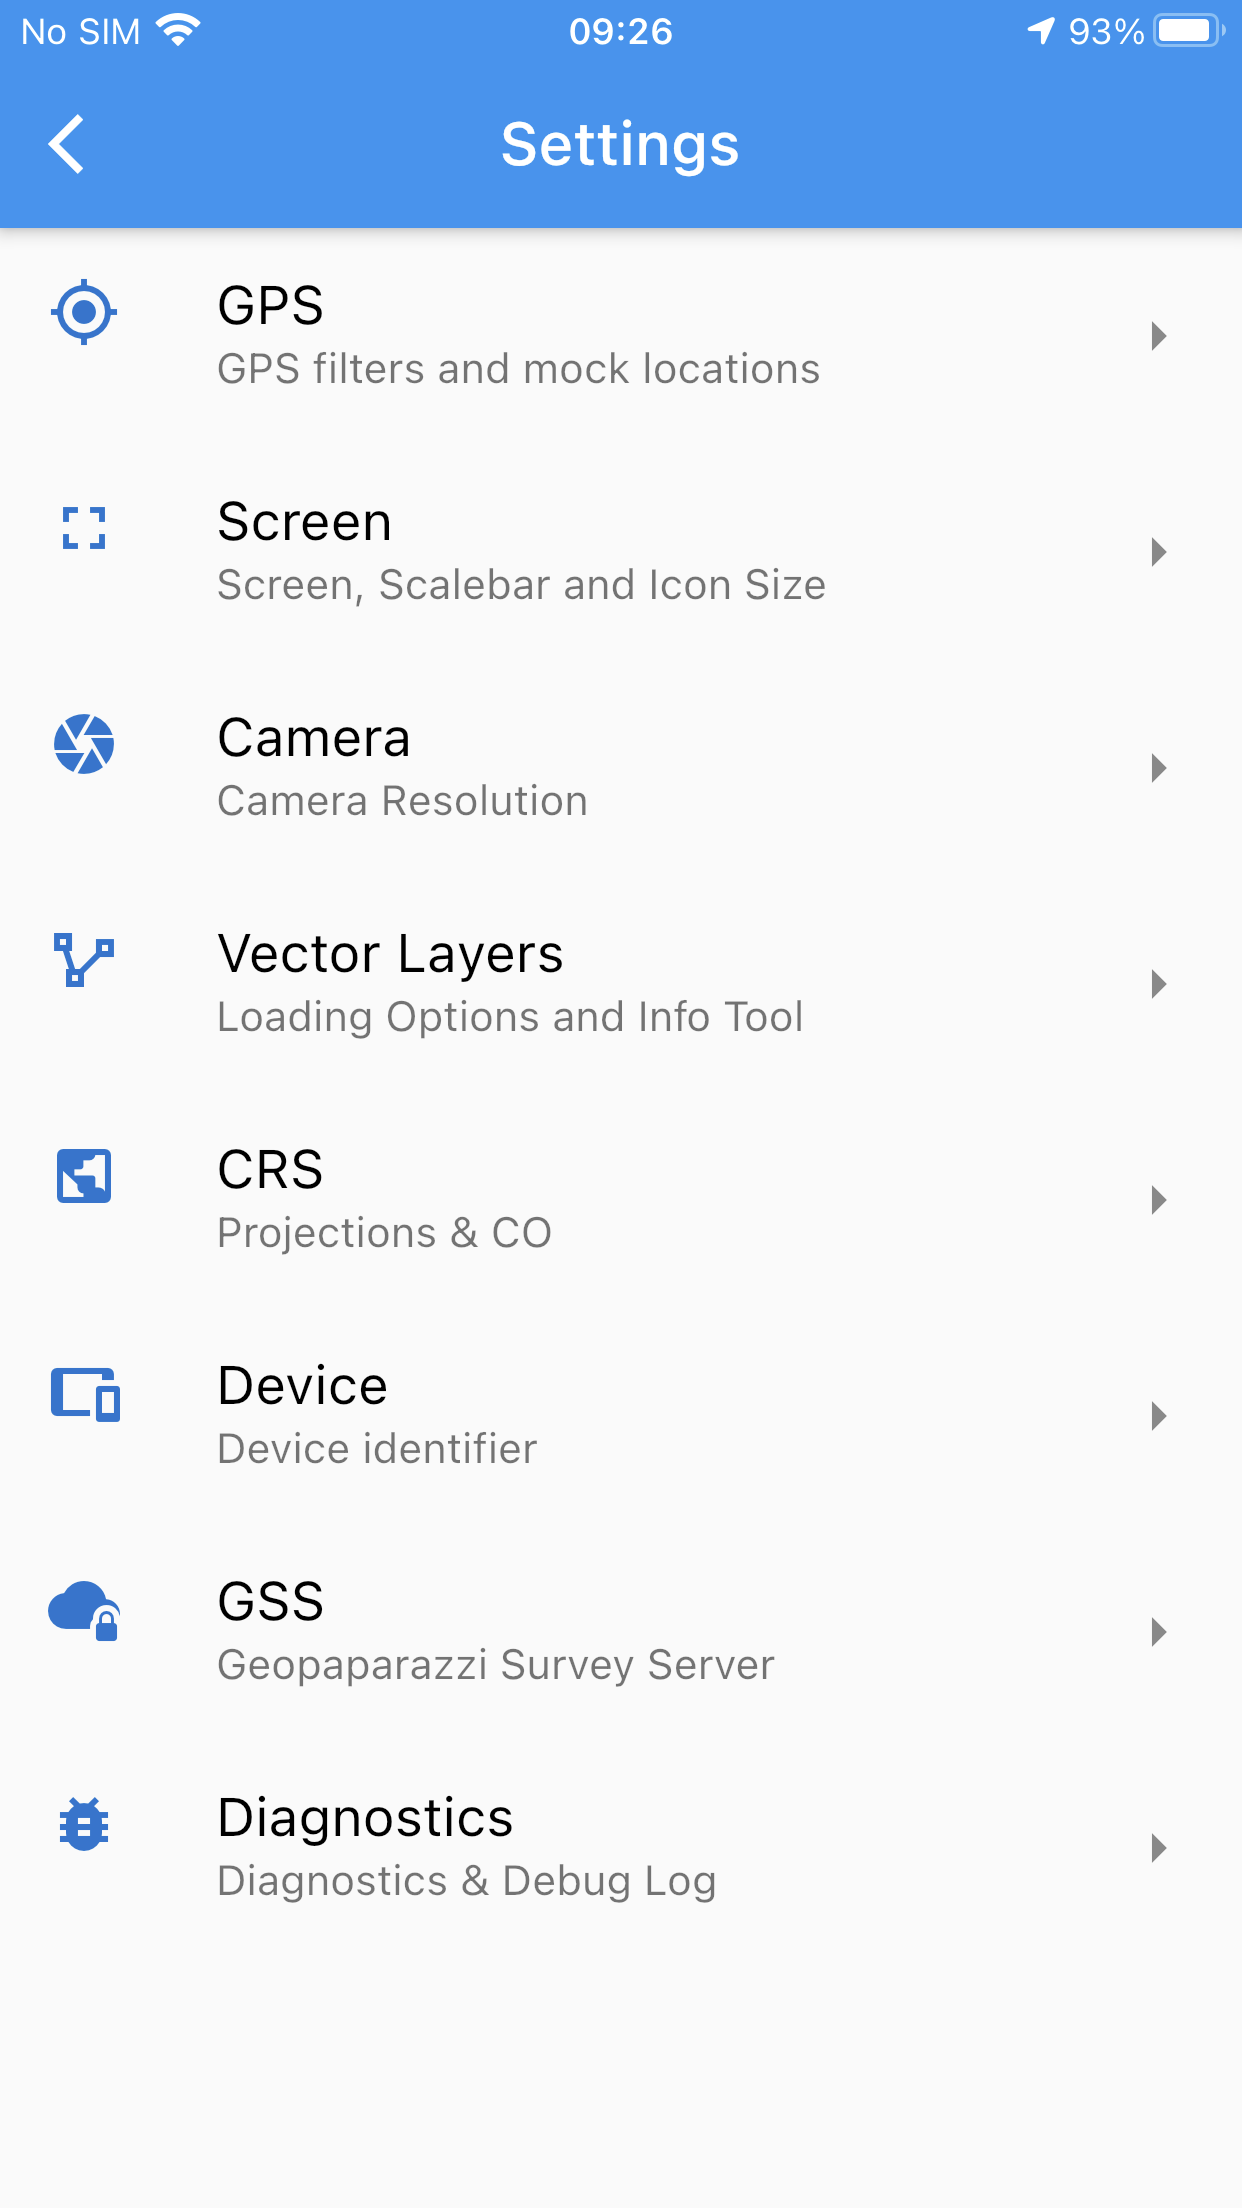 No SIM
09:26
93%
Settings
GPS
GPS filters and mock locations
Screen
Screen, Scalebar and Icon Size
Camera
Camera Resolution
Vector Layers
Loading Options and Info Tool
CRS
Projections & CO
Device
Device identifier
GSS
Geopaparazzi Survey Server
Diagnostics
Diagnostics & Debug Log